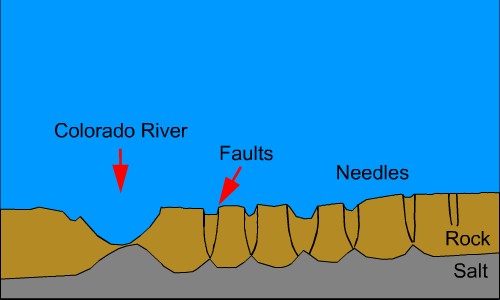 Colorado River
Faults
Needles
Rock
Salt